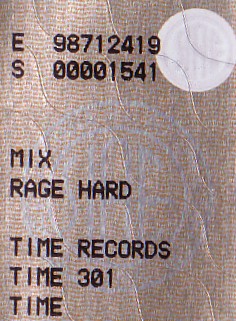 E 98712419
S 00001541
MIX
RAGE HARD
TIME RECORDS
TIME 301
TIME